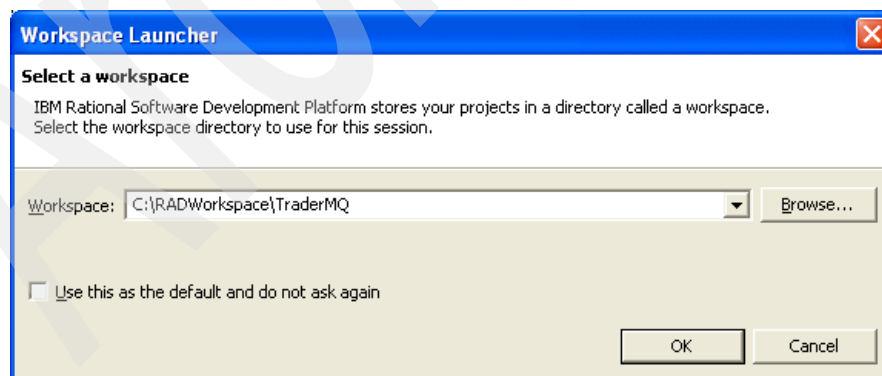 Workspace Launcher
Select a workspace
IBM Rational Software Development Platform stores your projects in a directory called a workspace.
Select the workspace directory to use for this session.
Workspace: C:\RADWorkspace\TraderMQ Browse...
Use this as the default and do not ask again
OK Cancel